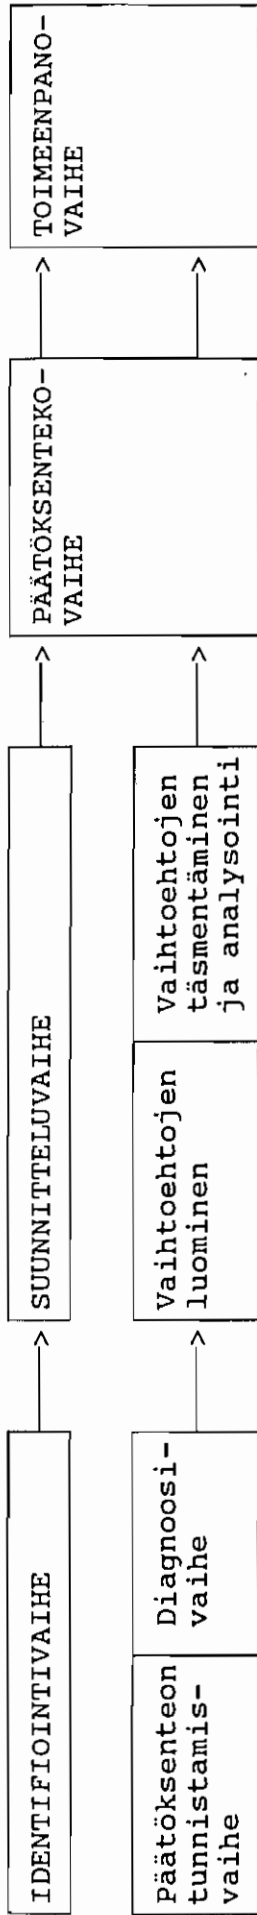 IDENTIFIOINTIVAIHE
SUUNNITTELUVAIHE
PÄÄTÖKSENTEKO-
VAIHE
TOIMEENPANO-
VAIHE
Päätöksenteon
tunnistamis-
vaihe
Diagnoosi-
vaihe
Vaihtoehtojen
luominen
Vaihtoehtojen
täsmentäminen
ja analysointi